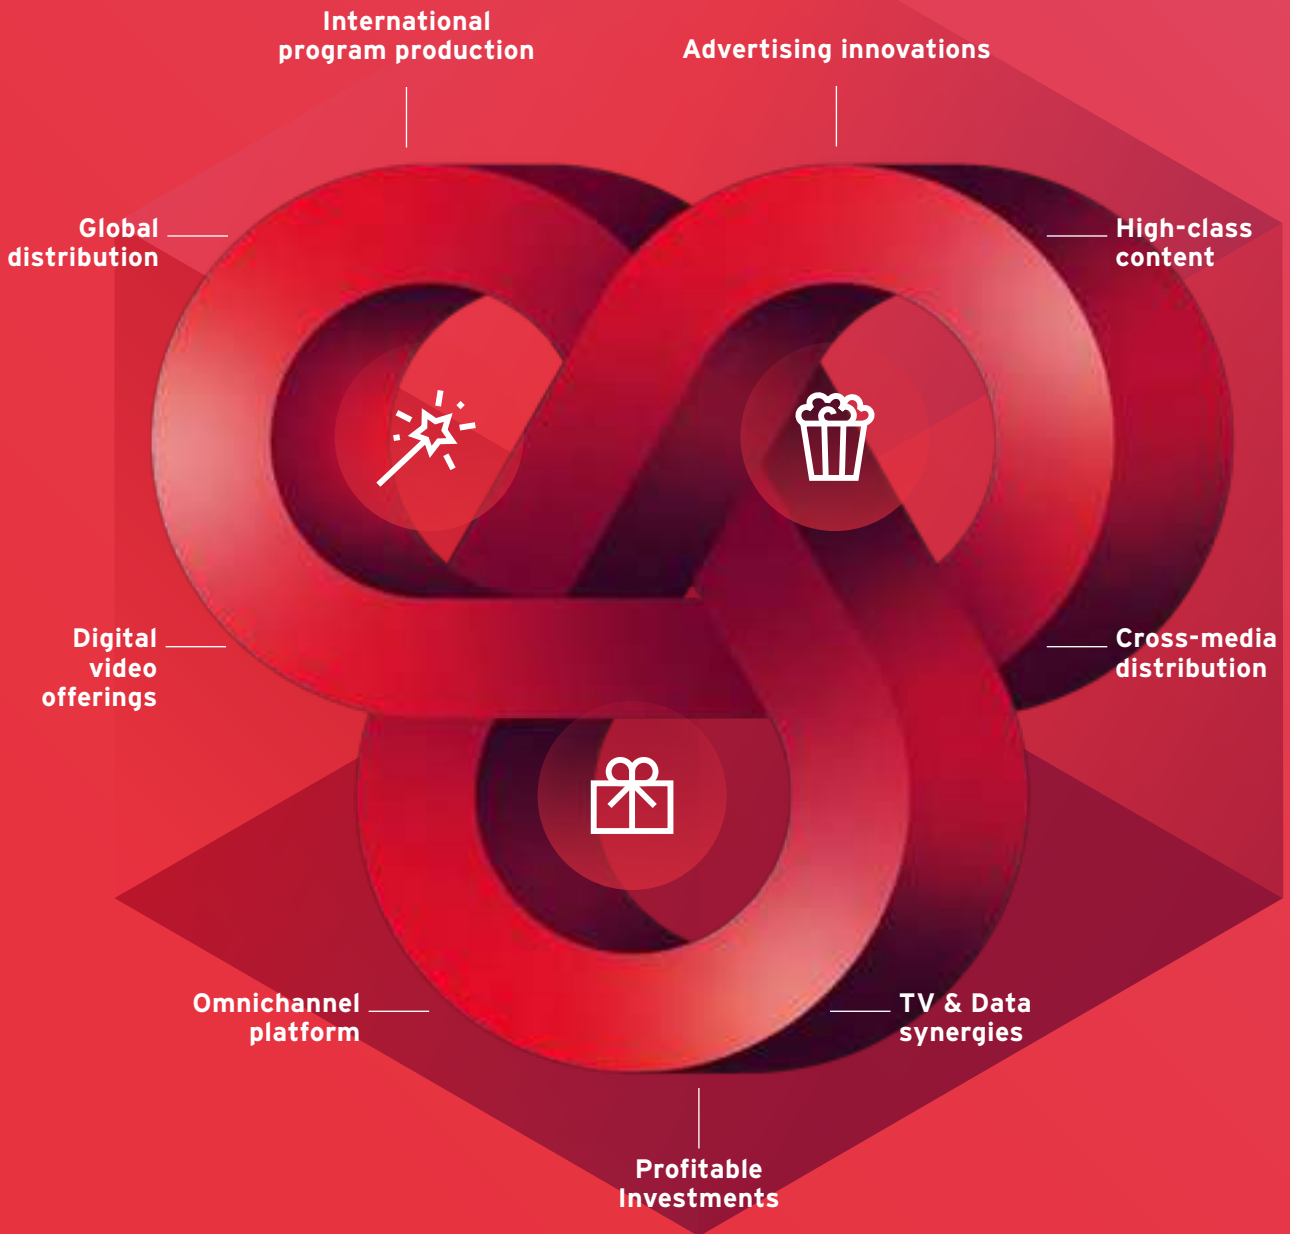 International
program production
Advertising innovations
Global
distribution
High-class
content
Digital
video
offerings
Cross-media
distribution
Omnichannel
platform
TV & Data
synergies
Profitable
Investments